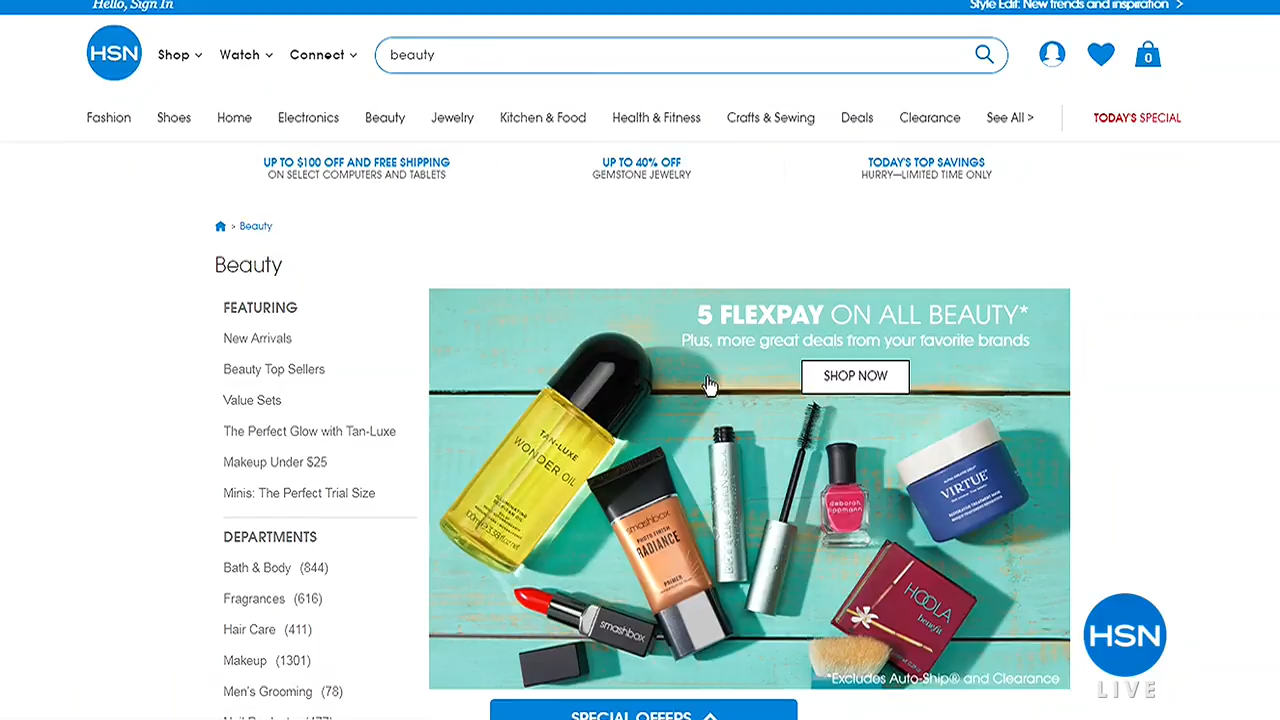 Hello, Sign In
Style Edit: New trends and inspiration >
HSN
Shop
Watch
Connect
beauty
0
Fashion
Shoes
Home
Electronics
Beauty
Jewelry
Kitchen & Food
Health & Fitness
Crafts & Sewing
Deals
Clearance
See All >
TODAY'S SPECIAL
UP TO $100 OFF AND FREE SHIPPING
ON SELECT COMPUTERS AND TABLETS
UP TO 40% OFF
GEMSTONE JEWELRY
TODAY'S TOP SAVINGS
HURRY—LIMITED TIME ONLY
> Beauty
Beauty
FEATURING
New Arrivals
Beauty Top Sellers
Value Sets
The Perfect Glow with Tan-Luxe
Makeup Under $25
Minis: The Perfect Trial Size
DEPARTMENTS
Bath & Body (844)
Fragrances (616)
Hair Care (411)
Makeup (1301)
Men's Grooming (78)
5 FLEXPAY ON ALL BEAUTY*
Plus, more great deals from your favorite brands
SHOP NOW
TAN-LUXE
WONDER OIL
smashbox
PHOTO FINISH
RADIANCE
PRIMER
smashbox
deborah
lippmann
VIRTUE
HOOLA
benefit
*Excludes Auto-Ship® and Clearance
SPECIAL OFFERS
HSN
LIVE